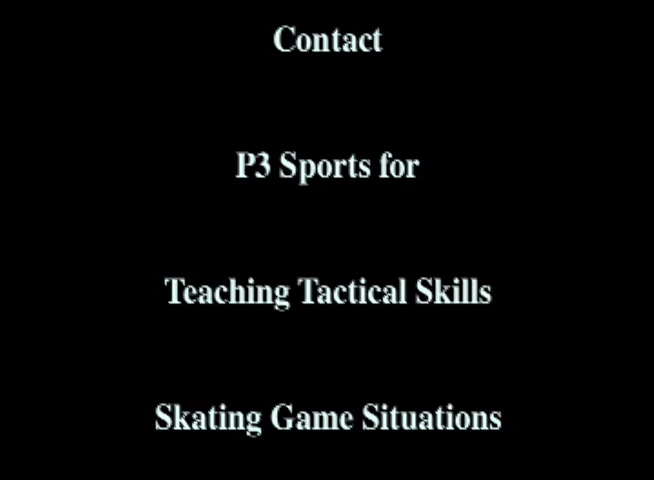 Contact
P3 Sports for
Teaching Tactical Skills
Skating Game Situations